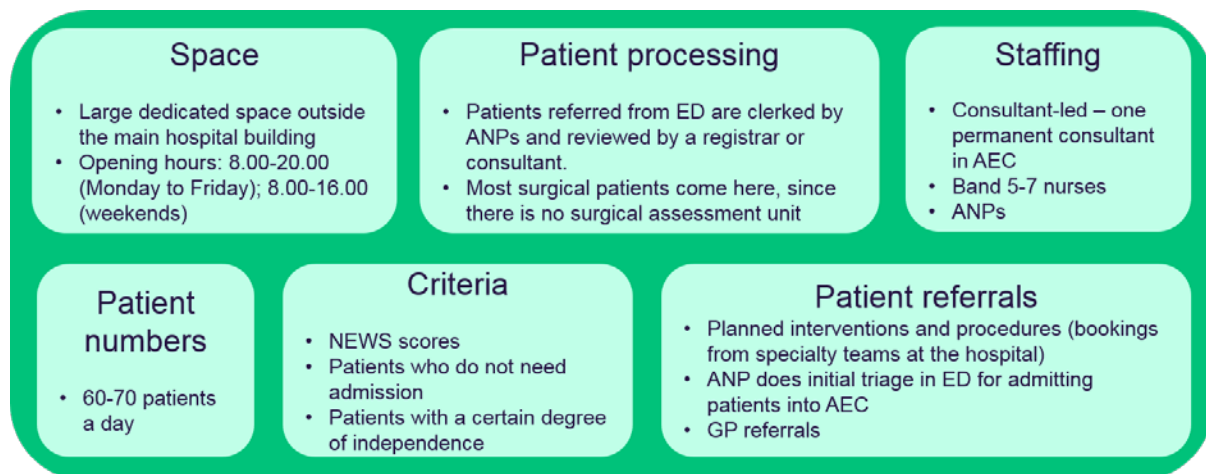 Space
• Large dedicated space outside
the main hospital building
• Opening hours: 8.00-20.00
(Monday to Friday); 8.00-16.00
(weekends)
Patient processing
• Patients referred from ED are clerked by
ANPs and reviewed by a registrar or
consultant.
• Most surgical patients come here, since
there is no surgical assessment unit
Staffing
• Consultant-led – one
permanent consultant
in AEC
• Band 5-7 nurses
• ANPs
Patient
numbers
• 60-70 patients
a day
Criteria
• NEWS scores
• Patients who do not need
admission
• Patients with a certain degree
of independence
Patient referrals
• Planned interventions and procedures (bookings
from specialty teams at the hospital)
• ANP does initial triage in ED for admitting
patients into AEC
• GP referrals